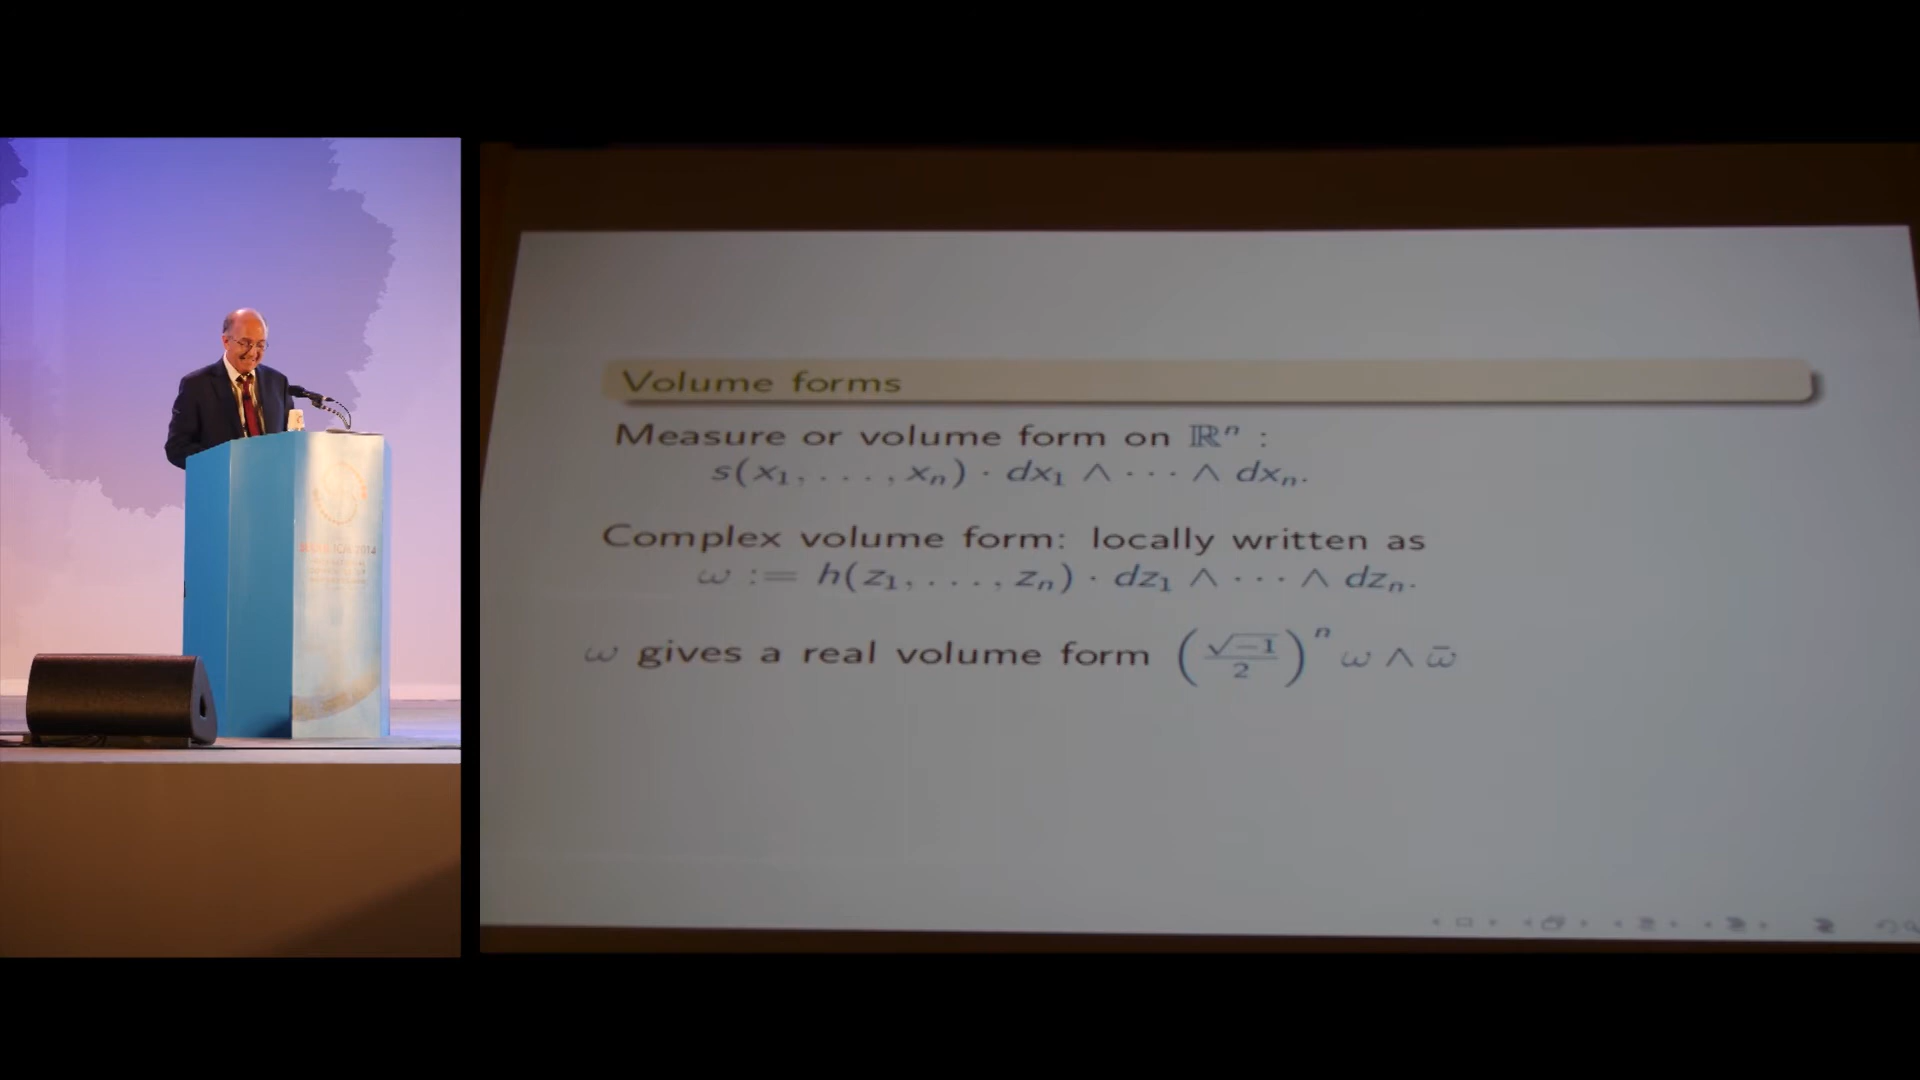 Volume forms
Measure or volume form on ℝⁿ :
s(x₁, . . . , xₙ) · dx₁ ∧ · · · ∧ dxₙ.
Complex volume form: locally written as
ω := h(z₁, . . . , zₙ) · dz₁ ∧ · · · ∧ dzₙ.
ω gives a real volume form (√−1/2)ⁿ ω ∧ ω̄